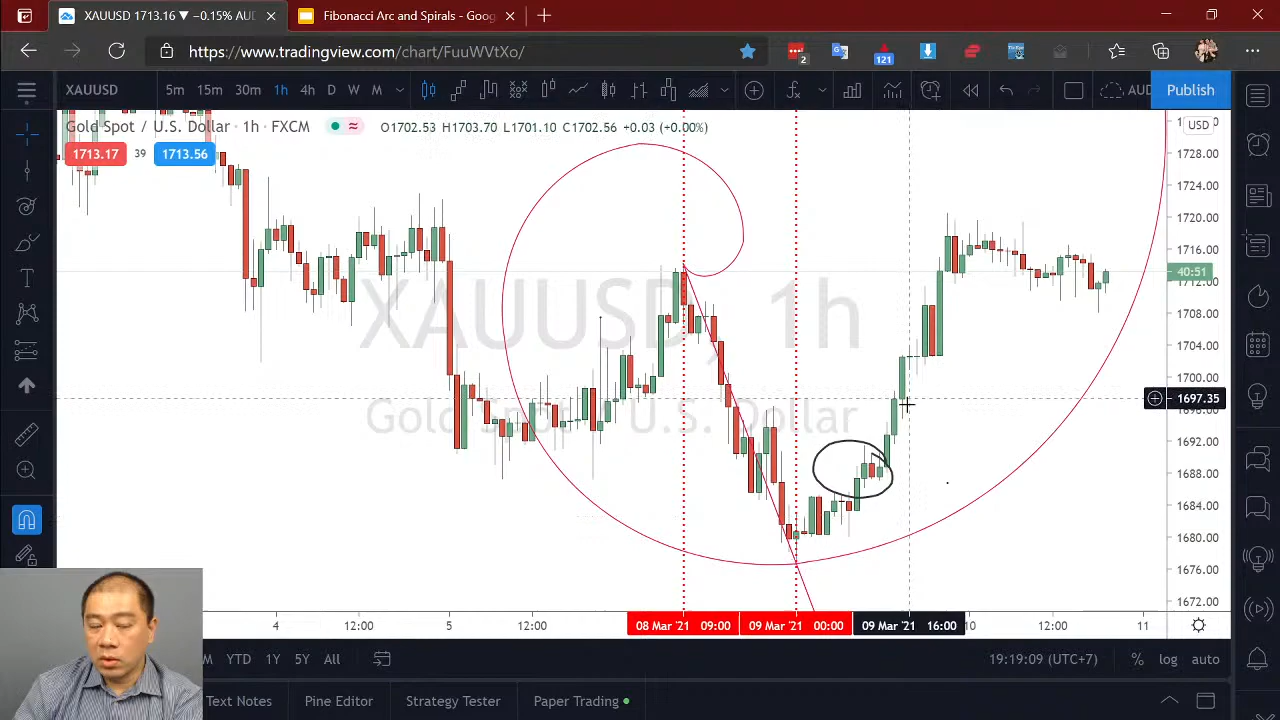 XAUUSD 1713.16 ▼ −0.15% AUD
Fibonacci Arc and Spirals - Goog
https://www.tradingview.com/chart/FuuWVtXo/
2
121
XAUUSD 5m 15m 30m 1h 4h D W M AUD Publish
Gold Spot / U.S. Dollar · 1h · FXCM O1702.53 H1703.70 L1701.10 C1702.56 +0.03 (+0.00%)
1713.17 39 1713.56
USD
1728.00
1724.00
1720.00
1716.00
40:51
1712.00
1708.00
1704.00
1700.00
1697.35
1696.00
1692.00
1688.00
1684.00
1680.00
1676.00
1672.00
XAUUSD, 1h
Gold Spot / U.S. Dollar
4 12:00 5 12:00 08 Mar '21 09:00 09 Mar '21 00:00 09 Mar '21 16:00 10 12:00 11
M YTD 1Y 5Y All 19:19:09 (UTC+7) % log auto
Text Notes Pine Editor Strategy Tester Paper Trading